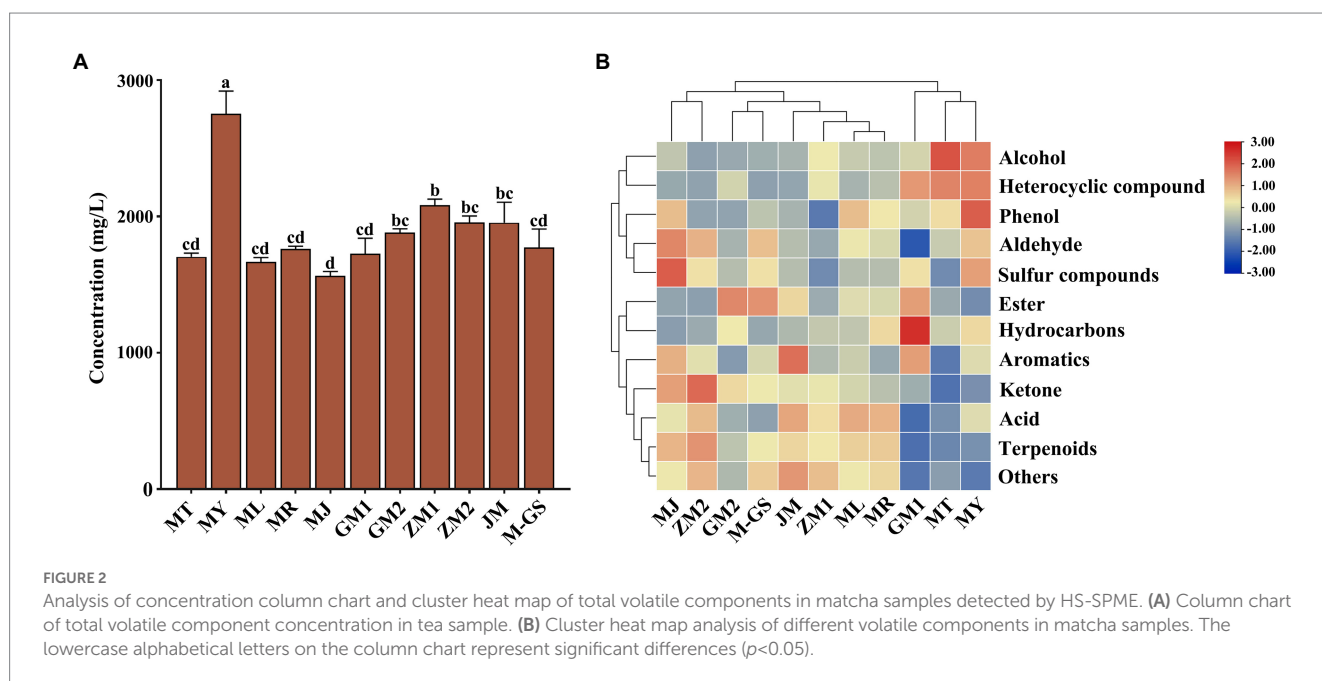 A
B
3000
2000
1000
0
Concentration (mg/L)
a
cd
cd
cd
d
cd
bc
b
bc
bc
cd
MT MY ML MR MJ GM1 GM2 ZM1 ZM2 JM M-GS
Alcohol
Heterocyclic compound
Phenol
Aldehyde
Sulfur compounds
Ester
Hydrocarbons
Aromatics
Ketone
Acid
Terpenoids
Others
MJ ZM2 GM2 M-GS JM ZM1 ML MR GM1 MT MY
3.00
2.00
1.00
0.00
-1.00
-2.00
-3.00
FIGURE 2
Analysis of concentration column chart and cluster heat map of total volatile components in matcha samples detected by HS-SPME. (A) Column chart
of total volatile component concentration in tea sample. (B) Cluster heat map analysis of different volatile components in matcha samples. The
lowercase alphabetical letters on the column chart represent significant differences (p<0.05).